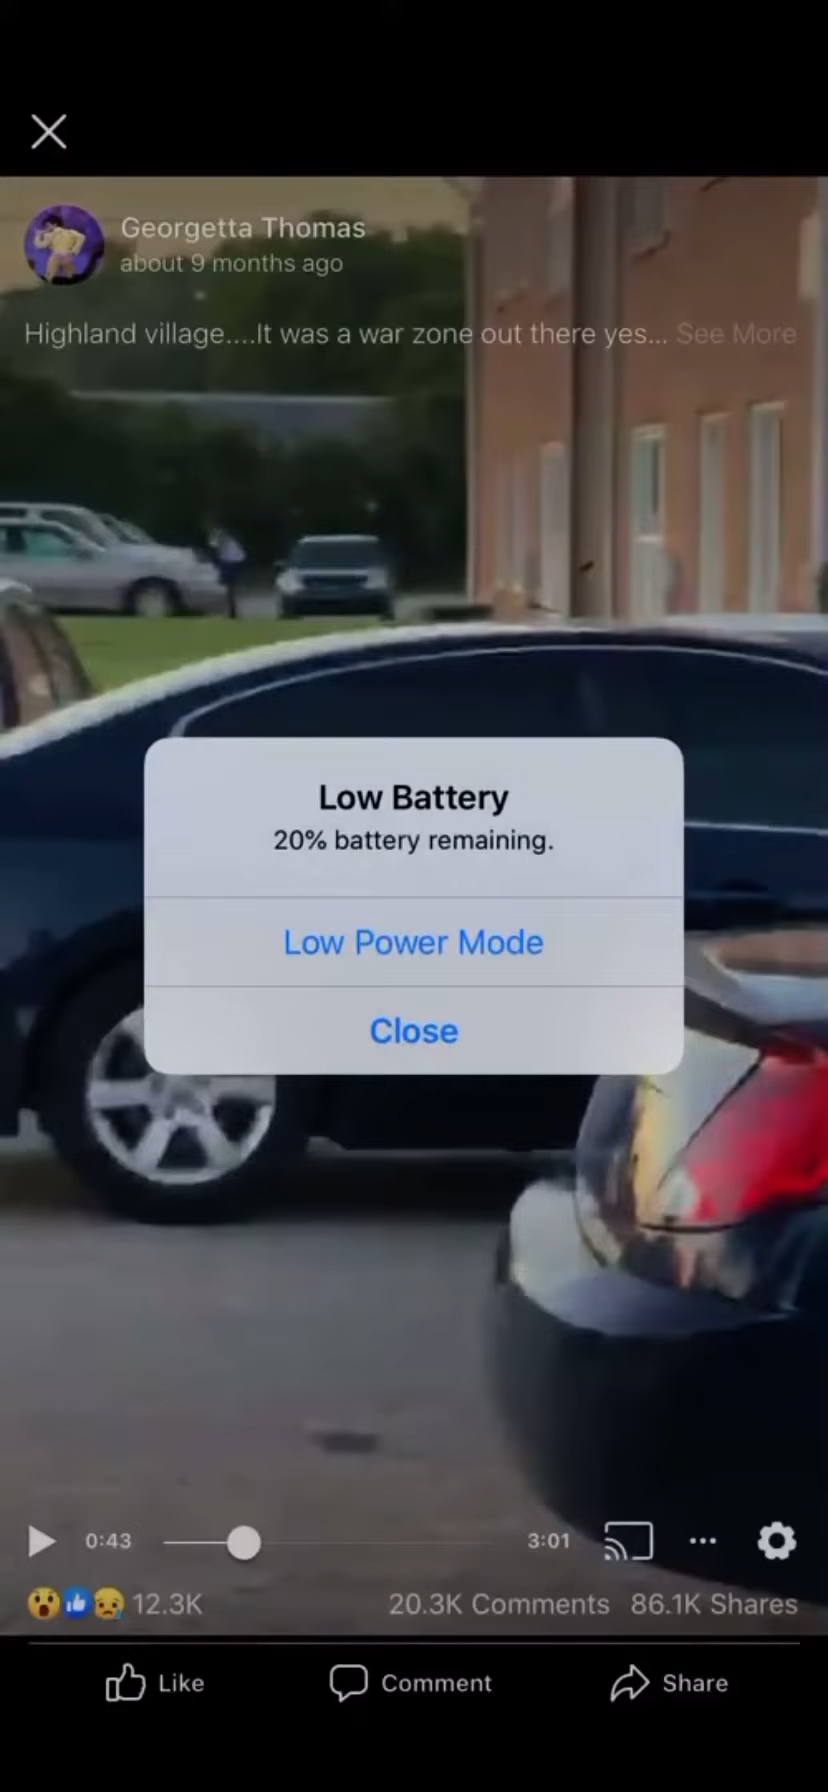 Georgetta Thomas
about 9 months ago
Highland village....It was a war zone out there yes... See More
Low Battery
20% battery remaining.
Low Power Mode
Close
0:43
3:01
12.3K
20.3K Comments 86.1K Shares
Like Comment Share